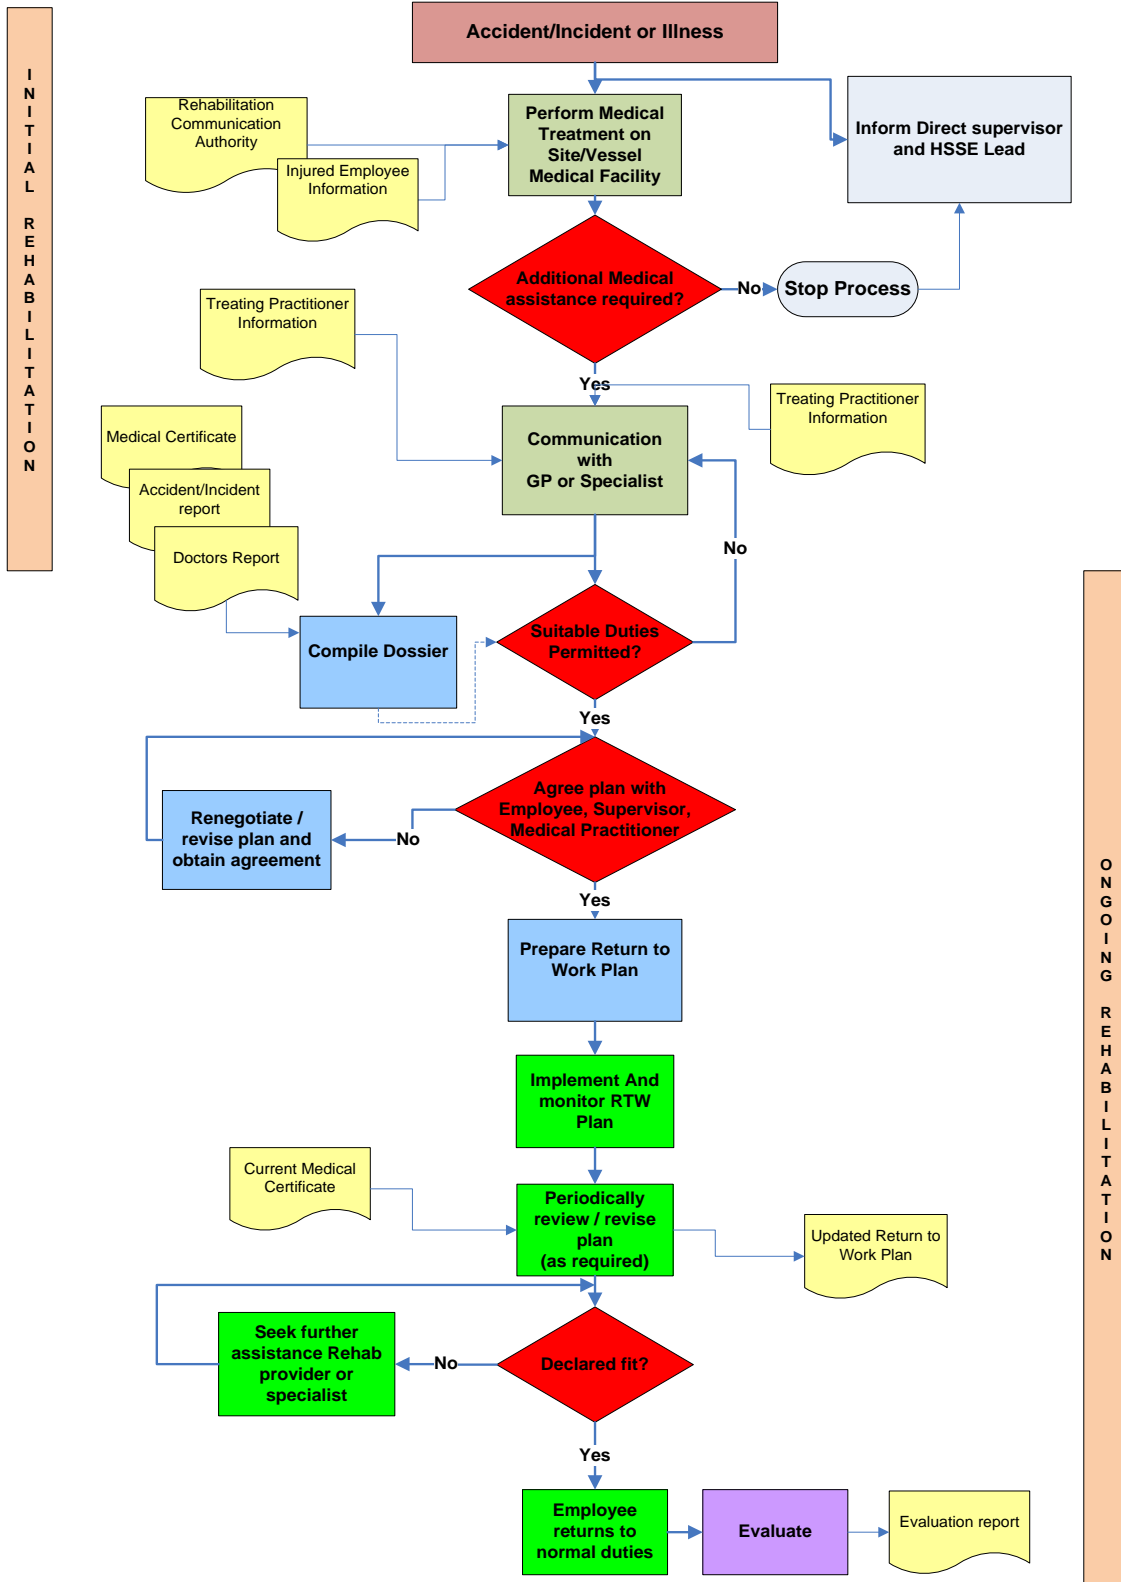 Accident/Incident or Illness
INITIAL REHABILITATION
Rehabilitation
Communication
Authority
Injured Employee
Information
Perform Medical
Treatment on
Site/Vessel
Medical Facility
Inform Direct supervisor
and HSSE Lead
Additional Medical
assistance required?
No
Stop Process
Treating Practitioner
Information
Yes
Treating Practitioner
Information
Communication
with
GP or Specialist
Medical Certificate
Accident/Incident
report
Doctors Report
No
Compile Dossier
Suitable Duties
Permitted?
Yes
Agree plan with
Employee, Supervisor,
Medical Practitioner
No
Renegotiate /
revise plan and
obtain agreement
Yes
ONGOING REHABILITATION
Prepare Return to
Work Plan
Implement And
monitor RTW
Plan
Current Medical
Certificate
Periodically
review / revise
plan
(as required)
Updated Return to
Work Plan
Seek further
assistance Rehab
provider or
specialist
No
Declared fit?
Yes
Employee
returns to
normal duties
Evaluate
Evaluation report